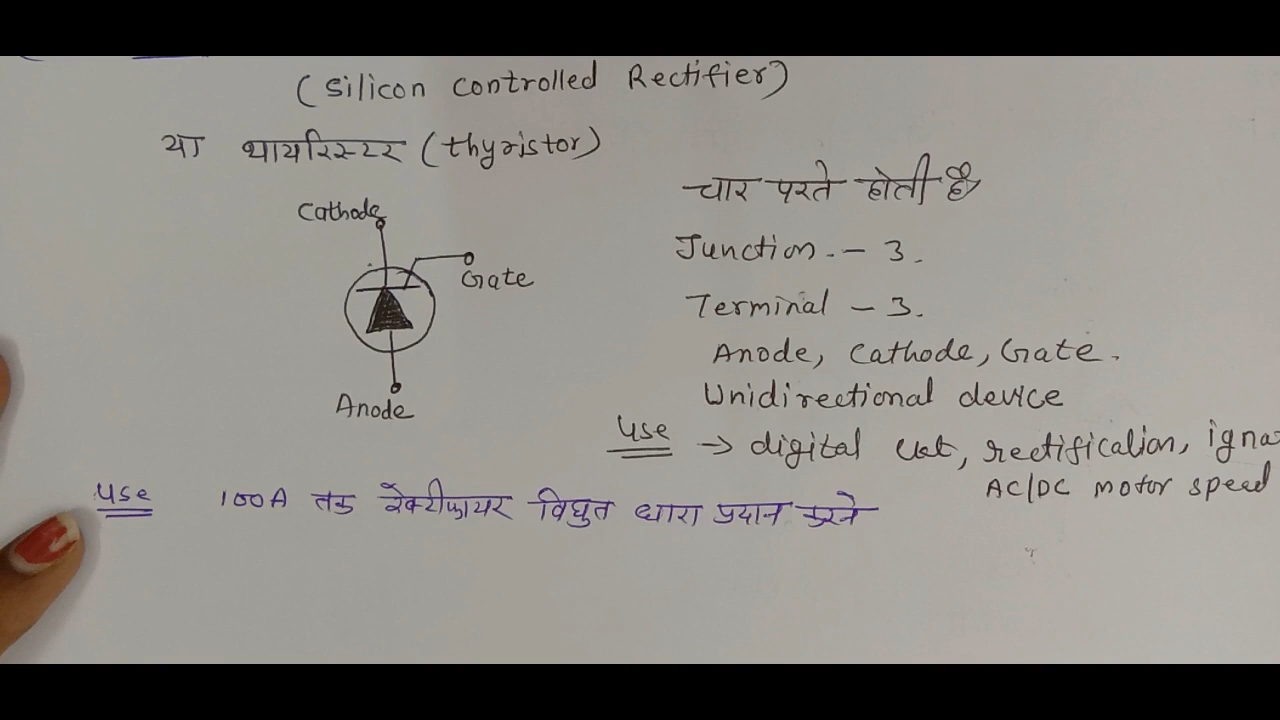 (Silicon controlled Rectifier)
या थायरिस्टर (thyristor)
चार परते होती है
Cathode
Junction - 3.
Gate
Terminal - 3.
Anode, Cathode, Gate.
Unidirectional device
Anode
Use → digital ckt, rectification,
AC/DC motor speed
Use 100A तक रेक्टीफायर विधुत धारा प्रदान करने